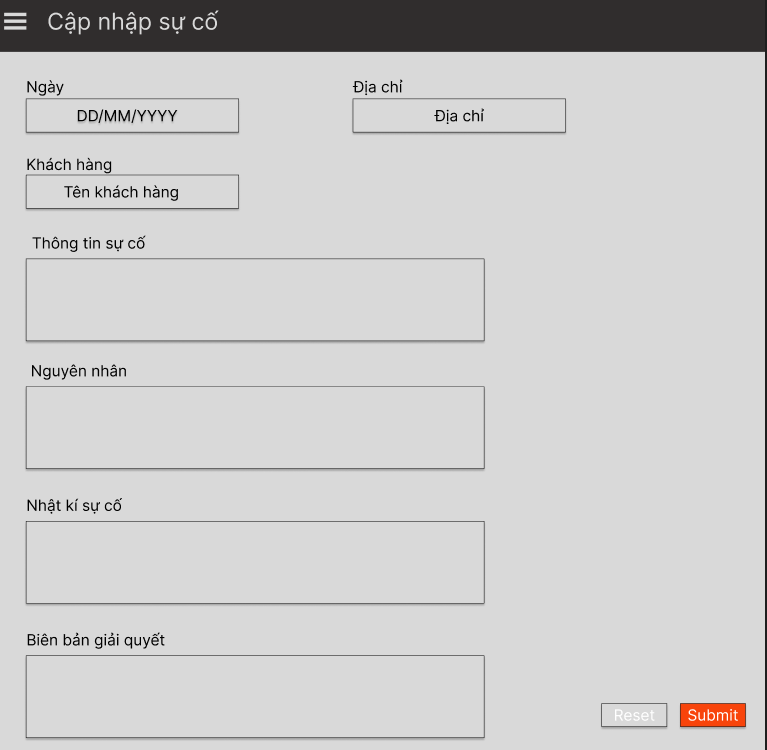 Cập nhập sự cố
Ngày
Địa chỉ
DD/MM/YYYY
Địa chỉ
Khách hàng
Tên khách hàng
Thông tin sự cố
Nguyên nhân
Nhật kí sự cố
Biên bản giải quyết
Reset
Submit